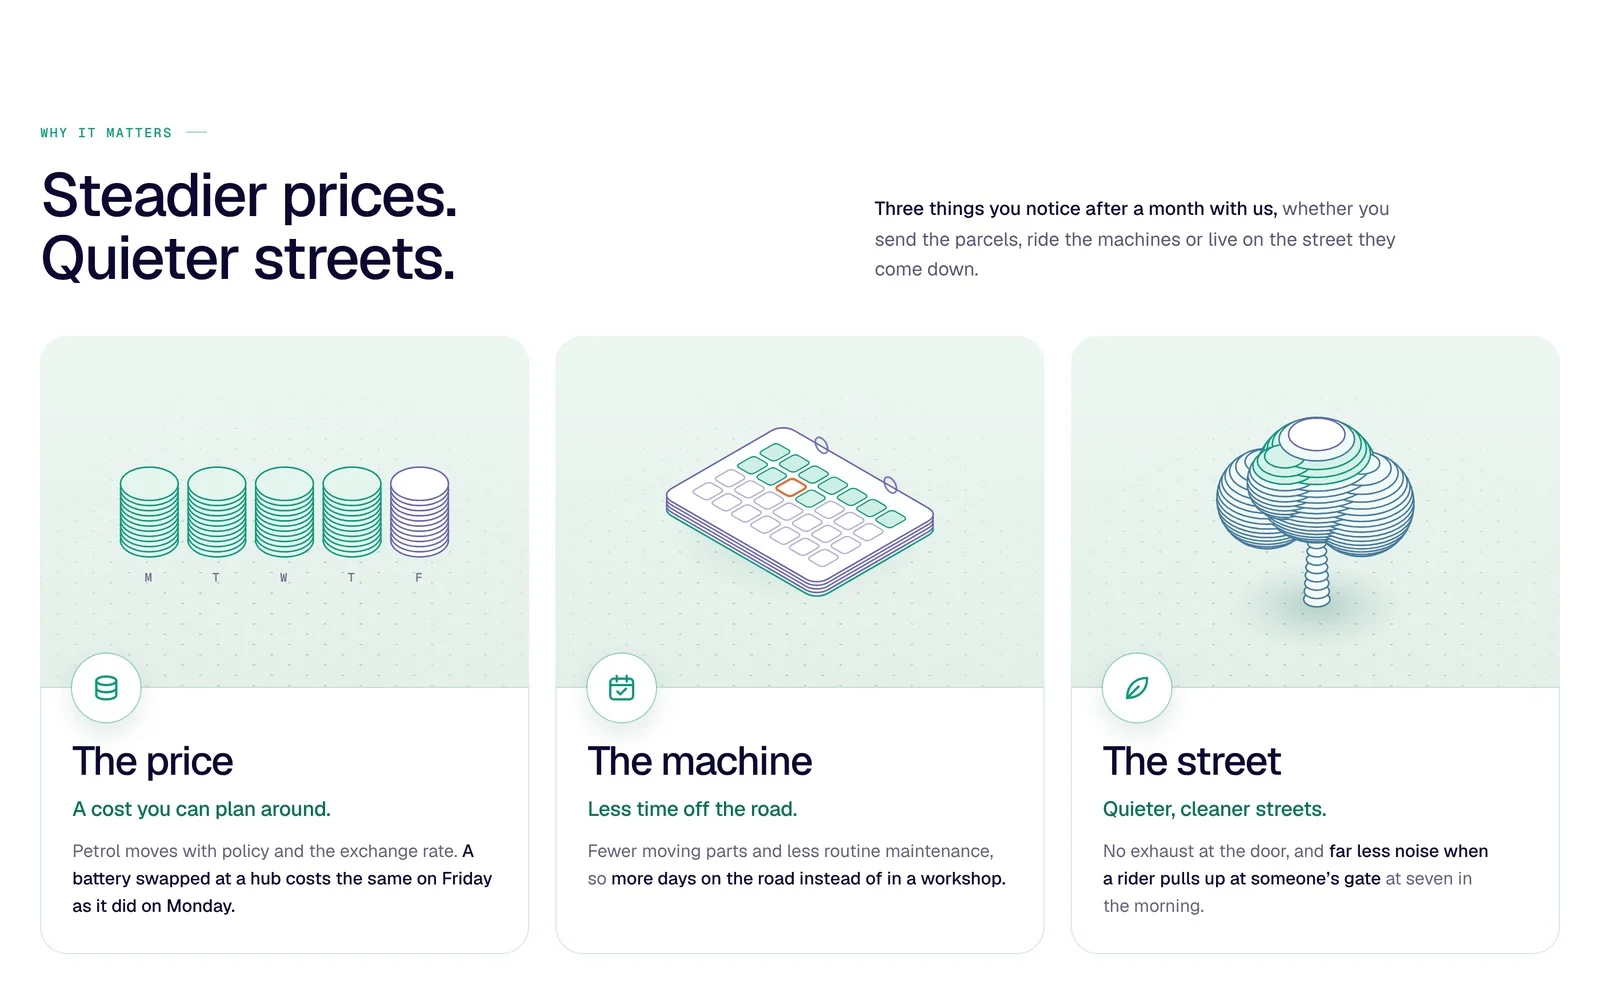 WHY IT MATTERS
Steadier prices.
Quieter streets.
Three things you notice after a month with us, whether you
send the parcels, ride the machines or live on the street they
come down.
M T W T F
The price
A cost you can plan around.
Petrol moves with policy and the exchange rate. A
battery swapped at a hub costs the same on Friday
as it did on Monday.
The machine
Less time off the road.
Fewer moving parts and less routine maintenance,
so more days on the road instead of in a workshop.
The street
Quieter, cleaner streets.
No exhaust at the door, and far less noise when
a rider pulls up at someone’s gate at seven in
the morning.